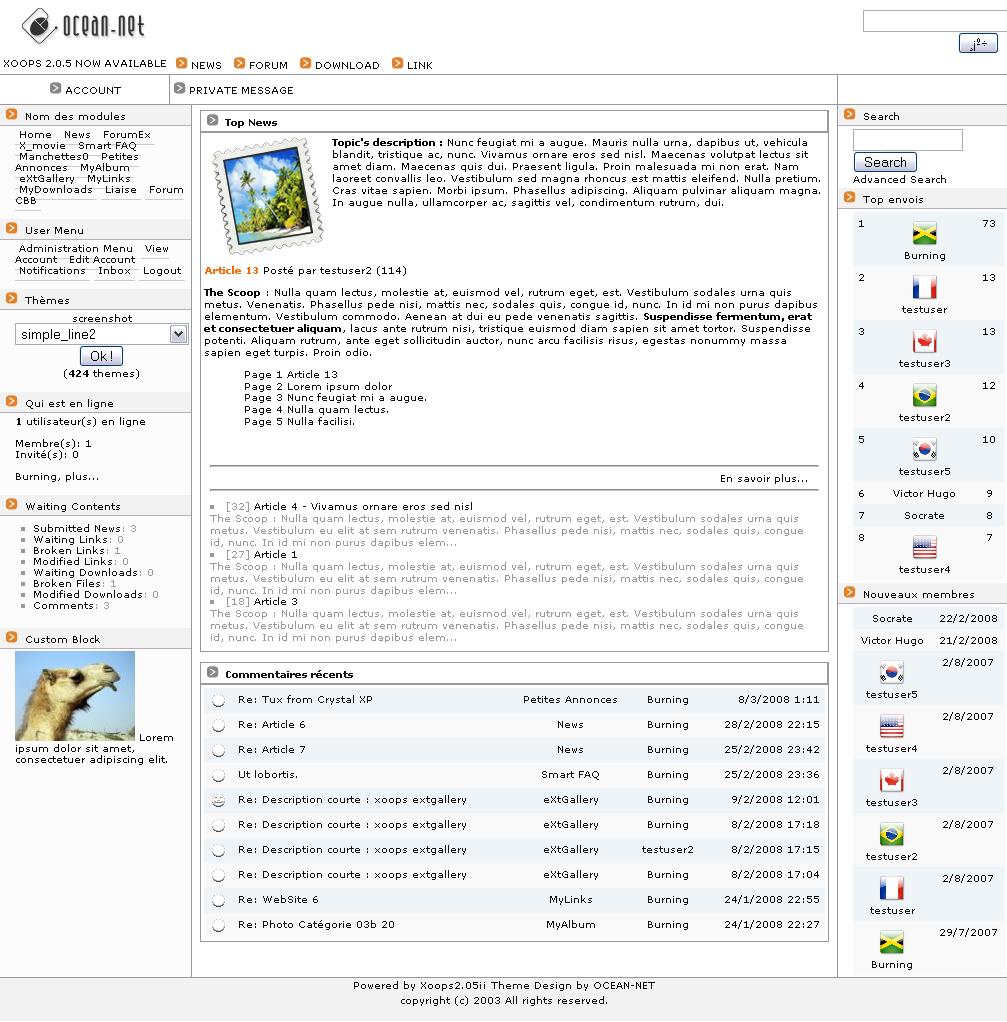 ocean-net
XOOPS 2.0.5 NOW AVAILABLE NEWS FORUM DOWNLOAD LINK
ACCOUNT PRIVATE MESSAGE
Nom des modules
Home News ForumEx
X_movie Smart FAQ
Manchettes0 Petites
Annonces MyAlbum
eXtGallery MyLinks
MyDownloads Liaise Forum
CBB
User Menu
Administration Menu View
Account Edit Account
Notifications Inbox Logout
Thèmes
screenshot
simple_line2
Ok !
(424 themes)
Qui est en ligne
1 utilisateur(s) en ligne
Membre(s): 1
Invité(s): 0
Burning, plus...
Waiting Contents
Submitted News: 3
Waiting Links: 0
Broken Links: 1
Modified Links: 0
Waiting Downloads: 0
Broken Files: 1
Modified Downloads: 0
Comments: 3
Custom Block
Lorem
ipsum dolor sit amet,
consectetuer adipiscing elit.
Top News
Topic's description : Nunc feugiat mi a augue. Mauris nulla urna, dapibus ut, vehicula
blandit, tristique ac, nunc. Vivamus ornare eros sed nisl. Maecenas volutpat lectus sit
amet diam. Maecenas quis dui. Praesent ligula. Proin malesuada mi non erat. Nam
laoreet convallis leo. Vestibulum sed magna rhoncus est mattis eleifend. Nulla pretium.
Cras vitae sapien. Morbi ipsum. Phasellus adipiscing. Aliquam pulvinar aliquam magna.
In augue nulla, ullamcorper ac, sagittis vel, condimentum rutrum, dui.
Article 13 Posté par testuser2 (114)
The Scoop : Nulla quam lectus, molestie at, euismod vel, rutrum eget, est. Vestibulum sodales urna quis
metus. Venenatis. Phasellus pede nisi, mattis nec, sodales quis, congue id, nunc. In id mi non purus dapibus
elementum. Vestibulum commodo. Aenean at dui eu pede venenatis sagittis. Suspendisse fermentum, erat
et consectetuer aliquam, lacus ante rutrum nisi, tristique euismod diam sapien sit amet tortor. Suspendisse
potenti. Aliquam rutrum, ante eget sollicitudin auctor, nunc arcu facilisis risus, egestas nonummy massa
sapien eget turpis. Proin odio.
Page 1 Article 13
Page 2 Lorem ipsum dolor
Page 3 Nunc feugiat mi a augue.
Page 4 Nulla quam lectus.
Page 5 Nulla facilisi.
En savoir plus...
[32] Article 4 - Vivamus ornare eros sed nisl
The Scoop : Nulla quam lectus, molestie at, euismod vel, rutrum eget, est. Vestibulum sodales urna quis
metus. Vestibulum eu elit at sem rutrum venenatis. Phasellus pede nisi, mattis nec, sodales quis, congue
id, nunc. In id mi non purus dapibus elem...
[27] Article 1
The Scoop : Nulla quam lectus, molestie at, euismod vel, rutrum eget, est. Vestibulum sodales urna quis
metus. Vestibulum eu elit at sem rutrum venenatis. Phasellus pede nisi, mattis nec, sodales quis, congue
id, nunc. In id mi non purus dapibus elem...
[18] Article 3
The Scoop : Nulla quam lectus, molestie at, euismod vel, rutrum eget, est. Vestibulum sodales urna quis
metus. Vestibulum eu elit at sem rutrum venenatis. Phasellus pede nisi, mattis nec, sodales quis, congue
id, nunc. In id mi non purus dapibus elem...
Commentaires récents
Re: Tux from Crystal XP Petites Annonces Burning 8/3/2008 1:11
Re: Article 6 News Burning 28/2/2008 22:15
Re: Article 7 News Burning 25/2/2008 23:42
Ut lobortis. Smart FAQ Burning 25/2/2008 23:36
Re: Description courte : xoops extgallery eXtGallery Burning 9/2/2008 12:01
Re: Description courte : xoops extgallery eXtGallery Burning 8/2/2008 17:18
Re: Description courte : xoops extgallery eXtGallery testuser2 8/2/2008 17:15
Re: Description courte : xoops extgallery eXtGallery Burning 8/2/2008 17:04
Re: WebSite 6 MyLinks Burning 24/1/2008 22:55
Re: Photo Catégorie 03b 20 MyAlbum Burning 24/1/2008 22:27
Search
Search
Advanced Search
Top envois
1 Burning 73
2 testuser 13
3 testuser3 13
4 testuser2 12
5 testuser5 10
6 Victor Hugo 9
7 Socrate 8
8 testuser4 7
Nouveaux membres
Socrate 22/2/2008
Victor Hugo 21/2/2008
testuser5 2/8/2007
testuser4 2/8/2007
testuser3 2/8/2007
testuser2 2/8/2007
testuser 2/8/2007
Burning 29/7/2007
Powered by Xoops2.05ii Theme Design by OCEAN-NET
copyright (c) 2003 All rights reserved.